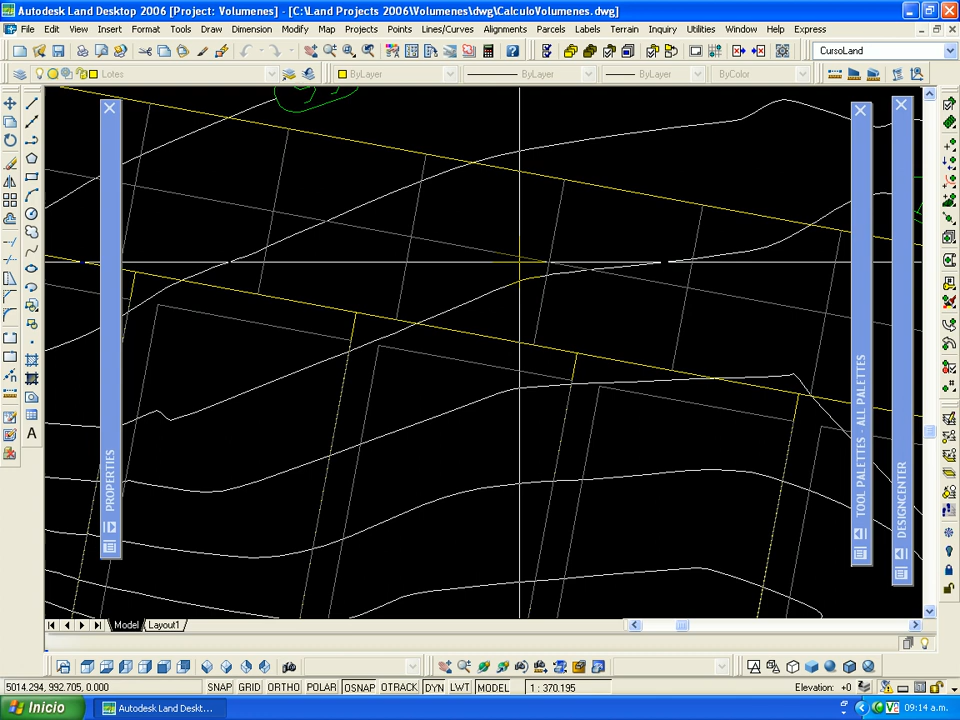 Autodesk Land Desktop 2006 [Project: Volumenes] - [C:\Land Projects 2006\Volumenes\dwg\CalculoVolumenes.dwg]
File Edit View Insert Format Tools Draw Dimension Modify Map Projects Points Lines/Curves Alignments Parcels Labels Terrain Inquiry Utilities Window Help Express
CursoLand
Lotes ByLayer ByLayer ByLayer ByColor
PROPERTIES
TOOL PALETTES - ALL PALETTES
DESIGNCENTER
A
Model Layout1
5014.294, 992.705, 0.000 SNAP GRID ORTHO POLAR OSNAP OTRACK DYN LWT MODEL 1 : 370.195 Elevation: +0
Inicio Autodesk Land Deskt... 09:14 a.m.